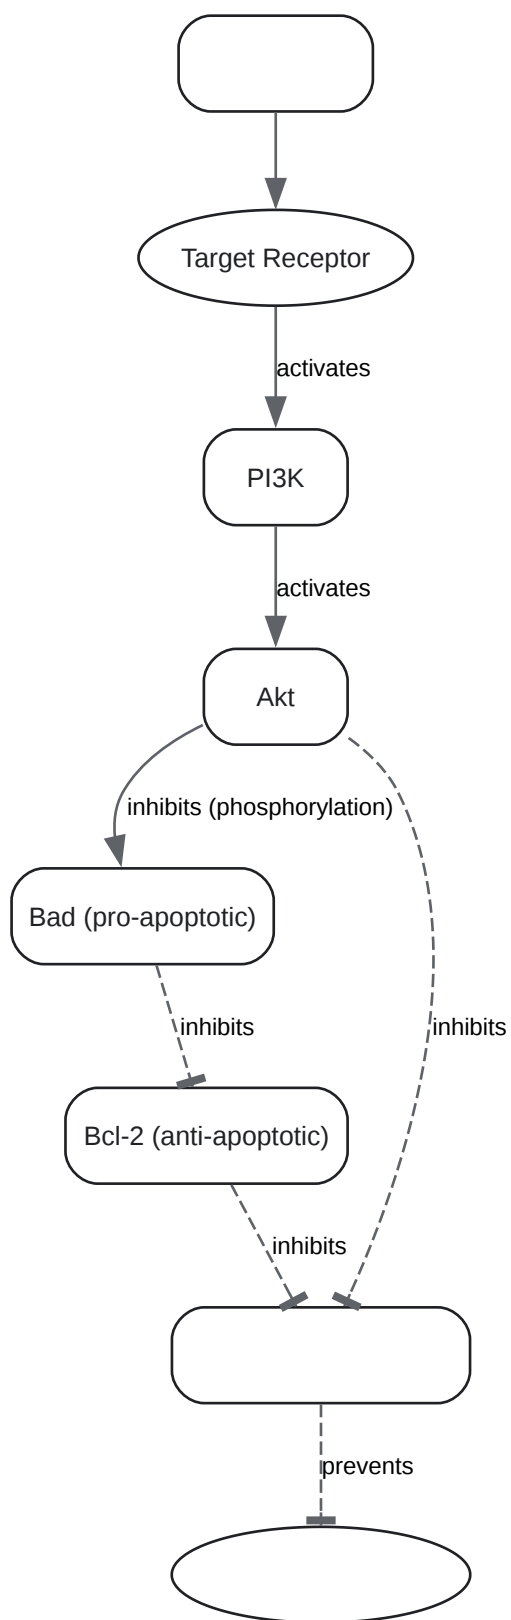 Target Receptor
activates
PI3K
activates
Akt
inhibits (phosphorylation)
Bad (pro-apoptotic)
inhibits
inhibits
Bcl-2 (anti-apoptotic)
inhibits
prevents